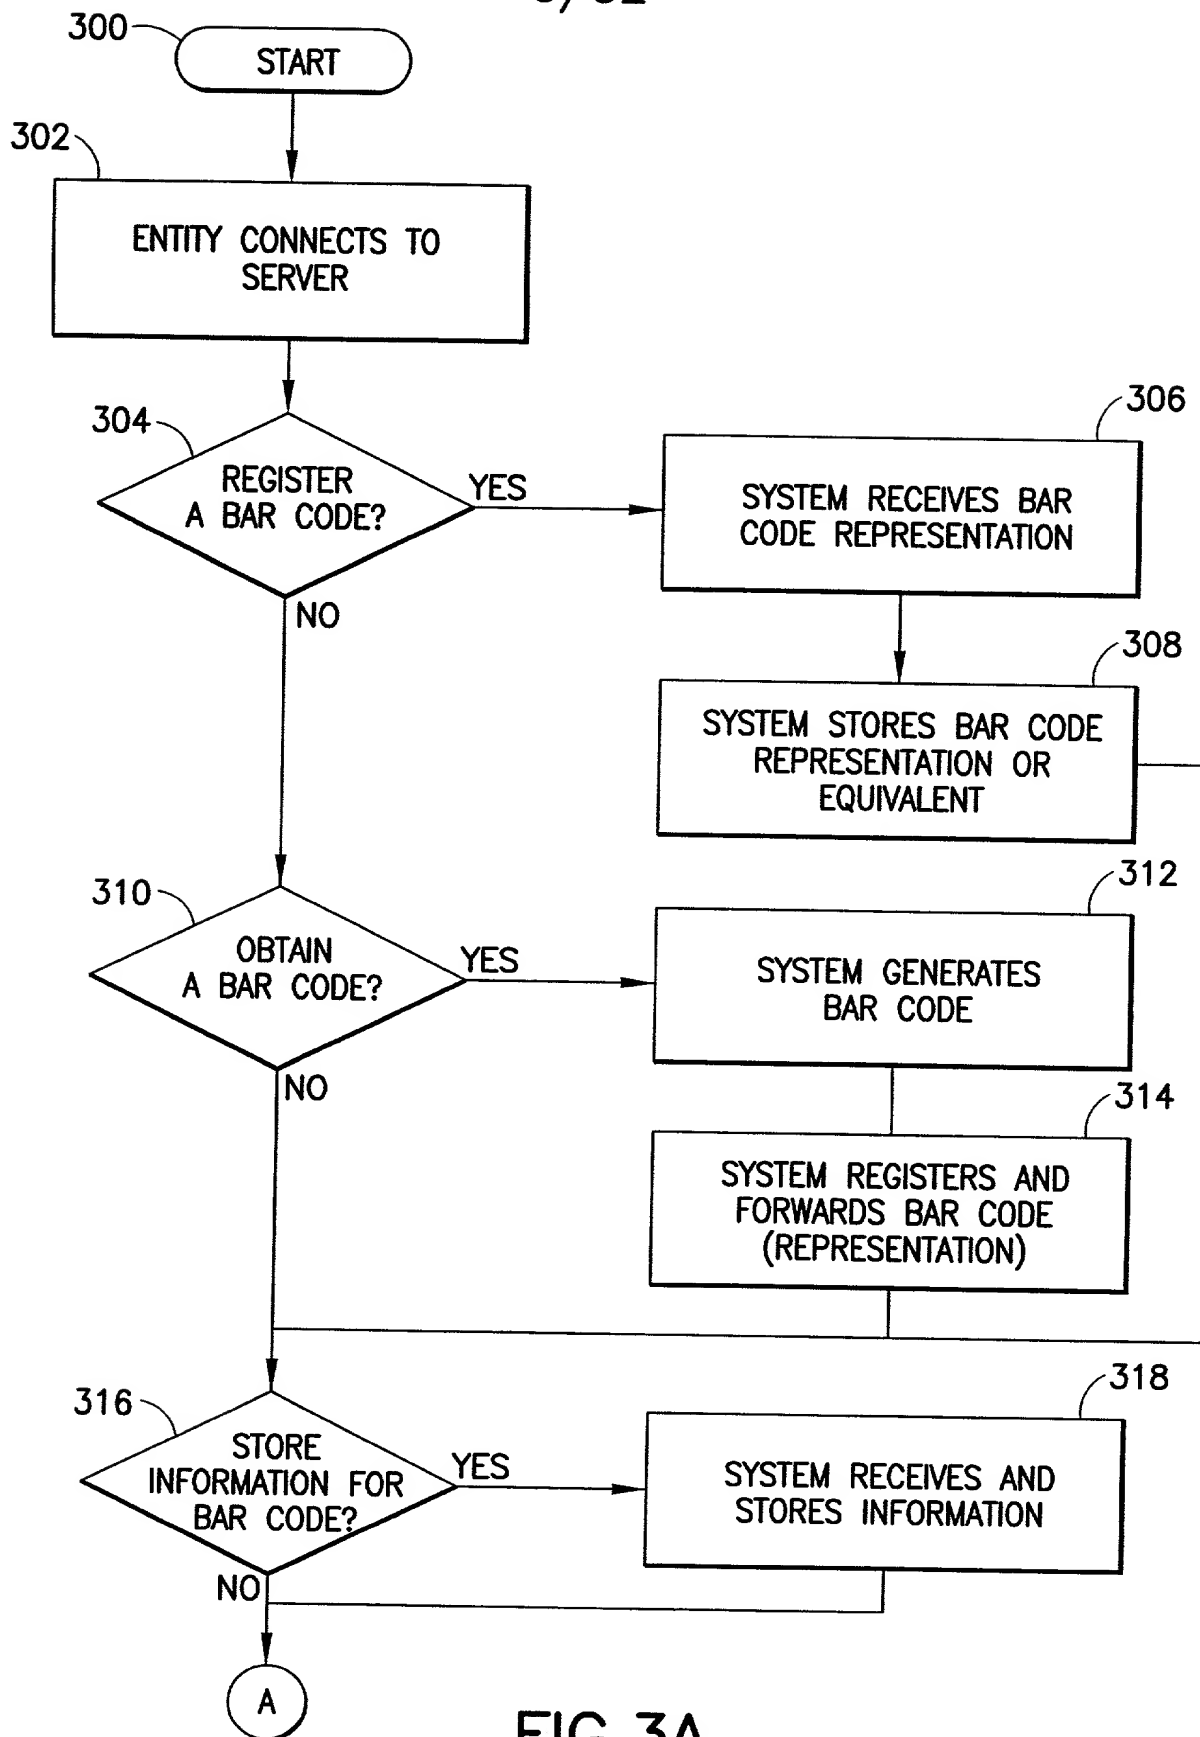 300
START
302
ENTITY CONNECTS TO
SERVER
304
REGISTER
A BAR CODE?
YES
NO
306
SYSTEM RECEIVES BAR
CODE REPRESENTATION
308
SYSTEM STORES BAR CODE
REPRESENTATION OR
EQUIVALENT
310
OBTAIN
A BAR CODE?
YES
NO
312
SYSTEM GENERATES
BAR CODE
314
SYSTEM REGISTERS AND
FORWARDS BAR CODE
(REPRESENTATION)
316
STORE
INFORMATION FOR
BAR CODE?
YES
NO
318
SYSTEM RECEIVES AND
STORES INFORMATION
A
FIG. 3A